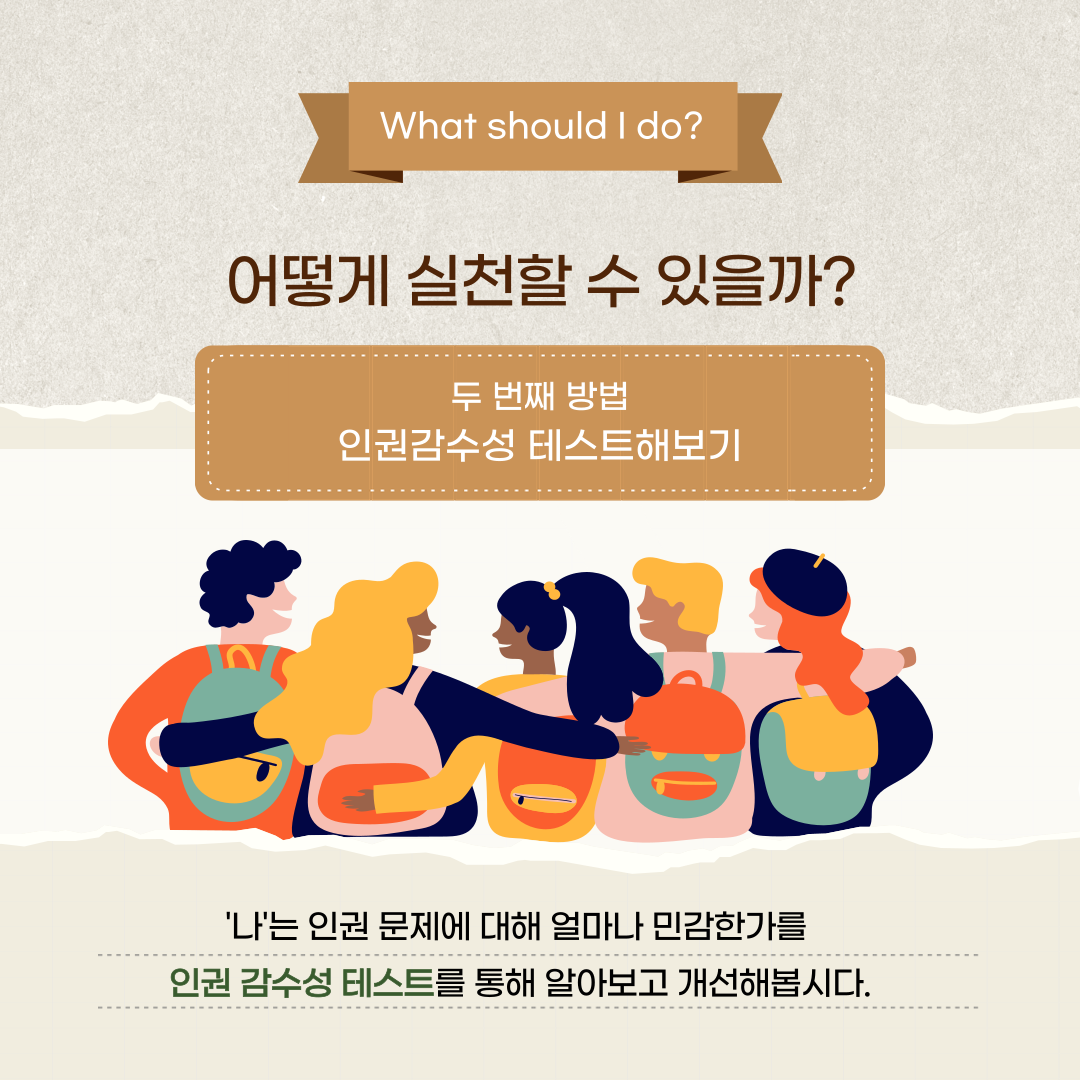 What should I do?
어떻게 실천할 수 있을까?
두 번째 방법
인권감수성 테스트해보기
'나'는 인권 문제에 대해 얼마나 민감한가를
인권 감수성 테스트를 통해 알아보고 개선해봅시다.